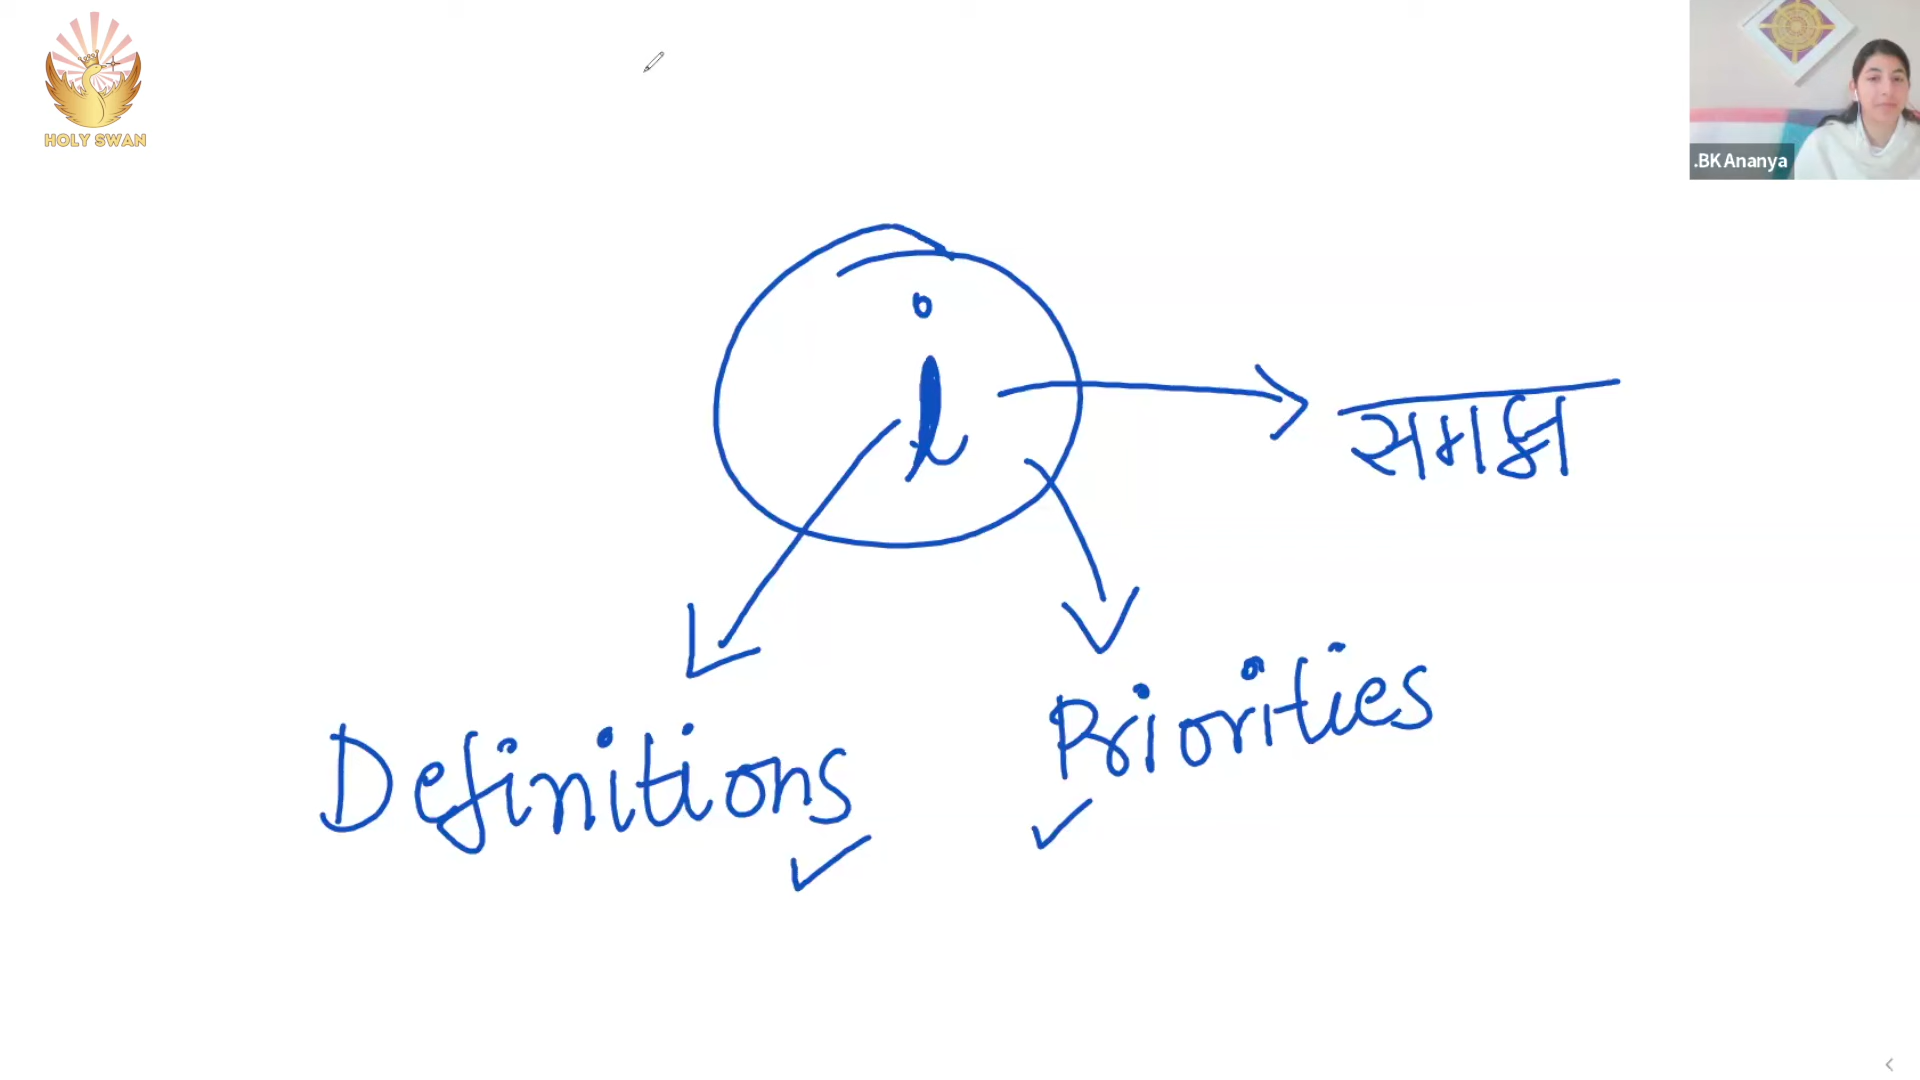 HOLY SWAN
.BK Ananya
i
समझ
Definitions
Priorities